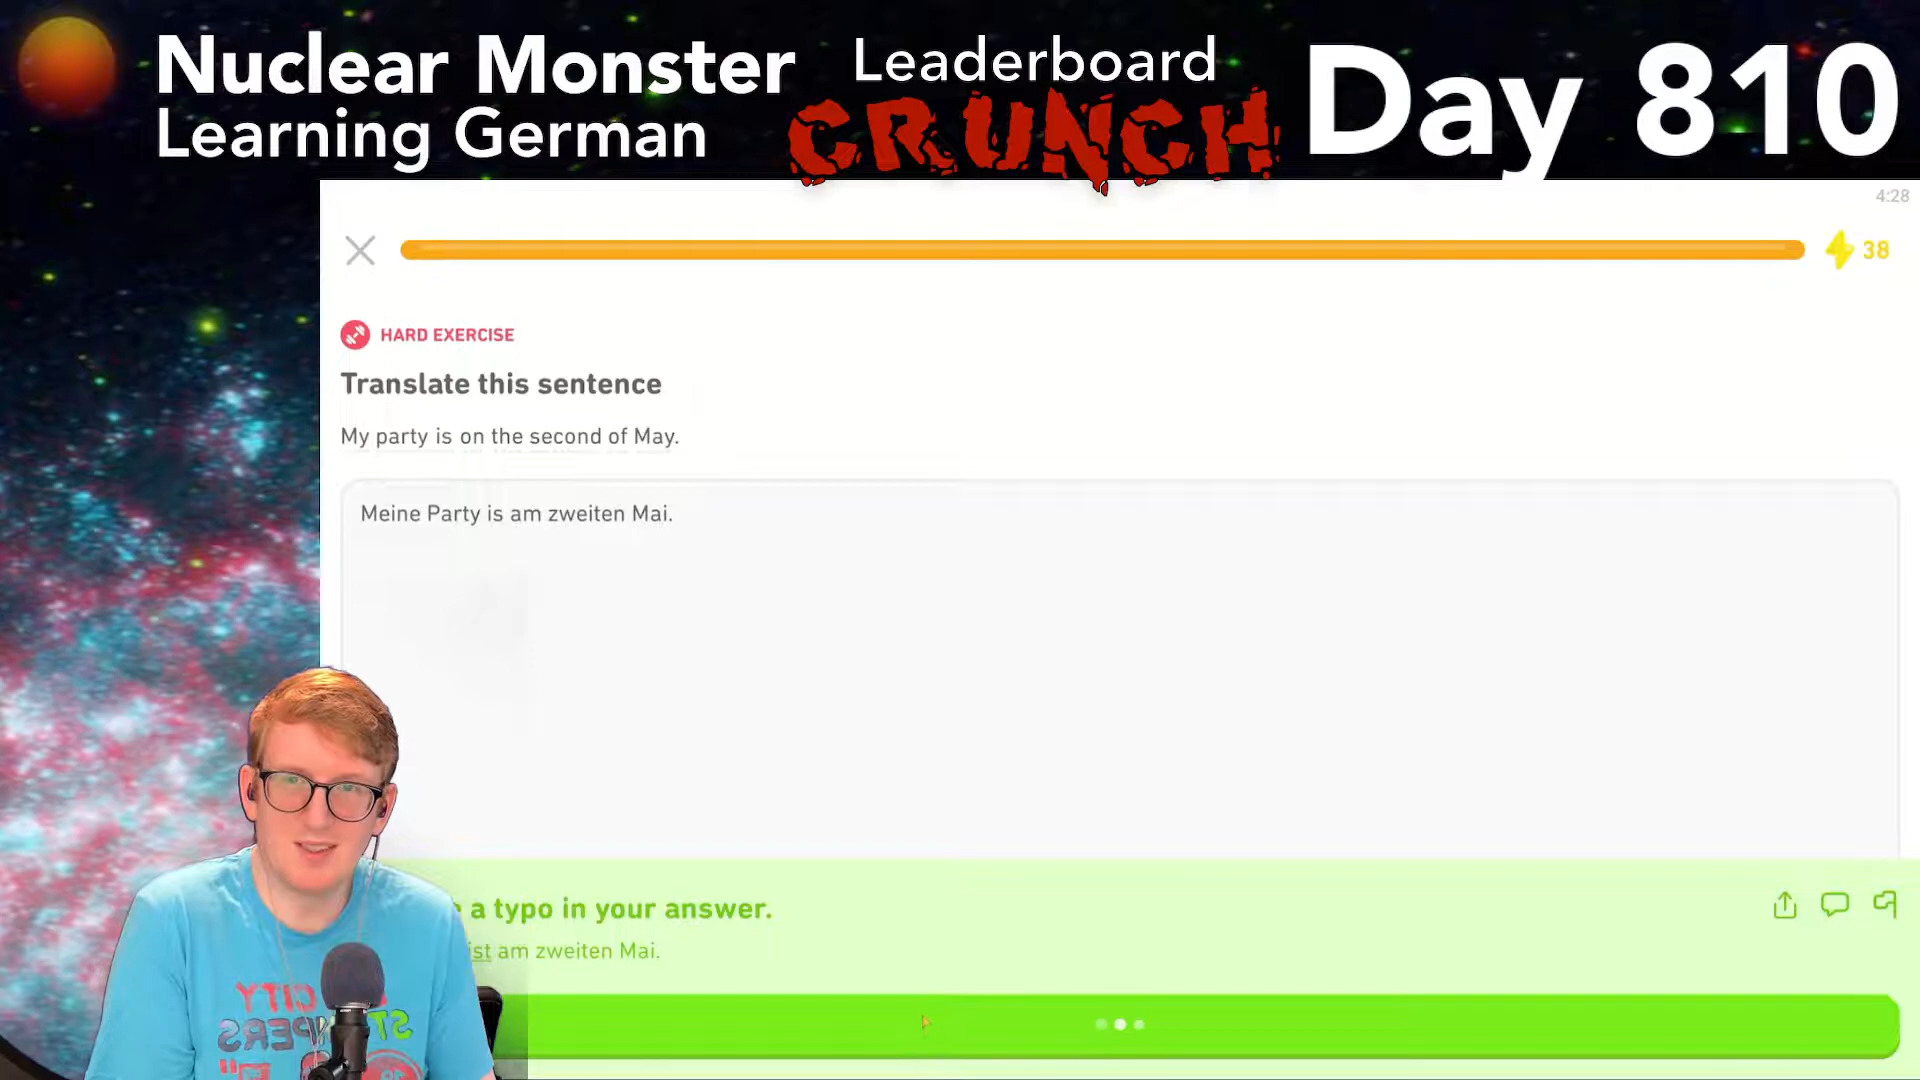 Nuclear Monster
Learning German
Leaderboard
CRUNCH
Day 810
4:28
38
HARD EXERCISE
Translate this sentence
My party is on the second of May.
Meine Party is am zweiten Mai.
a typo in your answer.
ist am zweiten Mai.
CITY